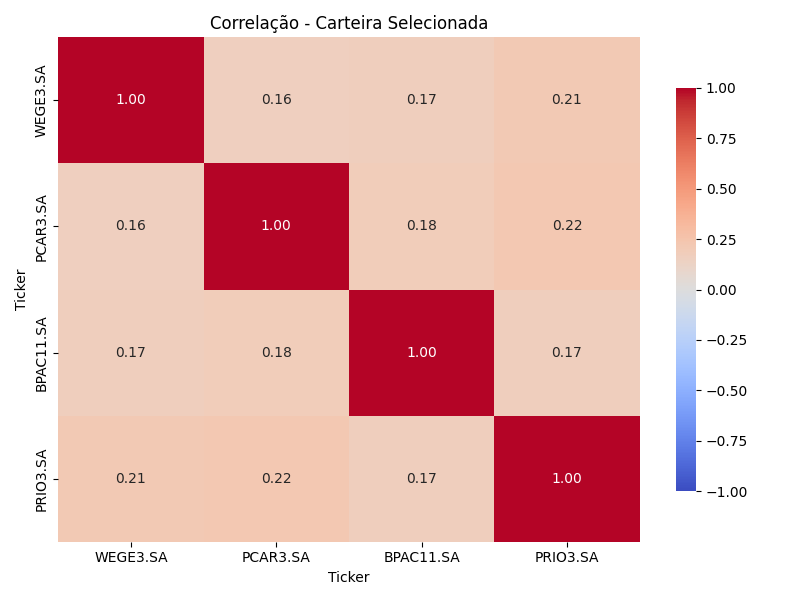 Correlação - Carteira Selecionada
WEGE3.SA 1.00 0.16 0.17 0.21
PCAR3.SA 0.16 1.00 0.18 0.22
BPAC11.SA 0.17 0.18 1.00 0.17
PRIO3.SA 0.21 0.22 0.17 1.00
Ticker
WEGE3.SA PCAR3.SA BPAC11.SA PRIO3.SA
Ticker
1.00
0.75
0.50
0.25
0.00
−0.25
−0.50
−0.75
−1.00